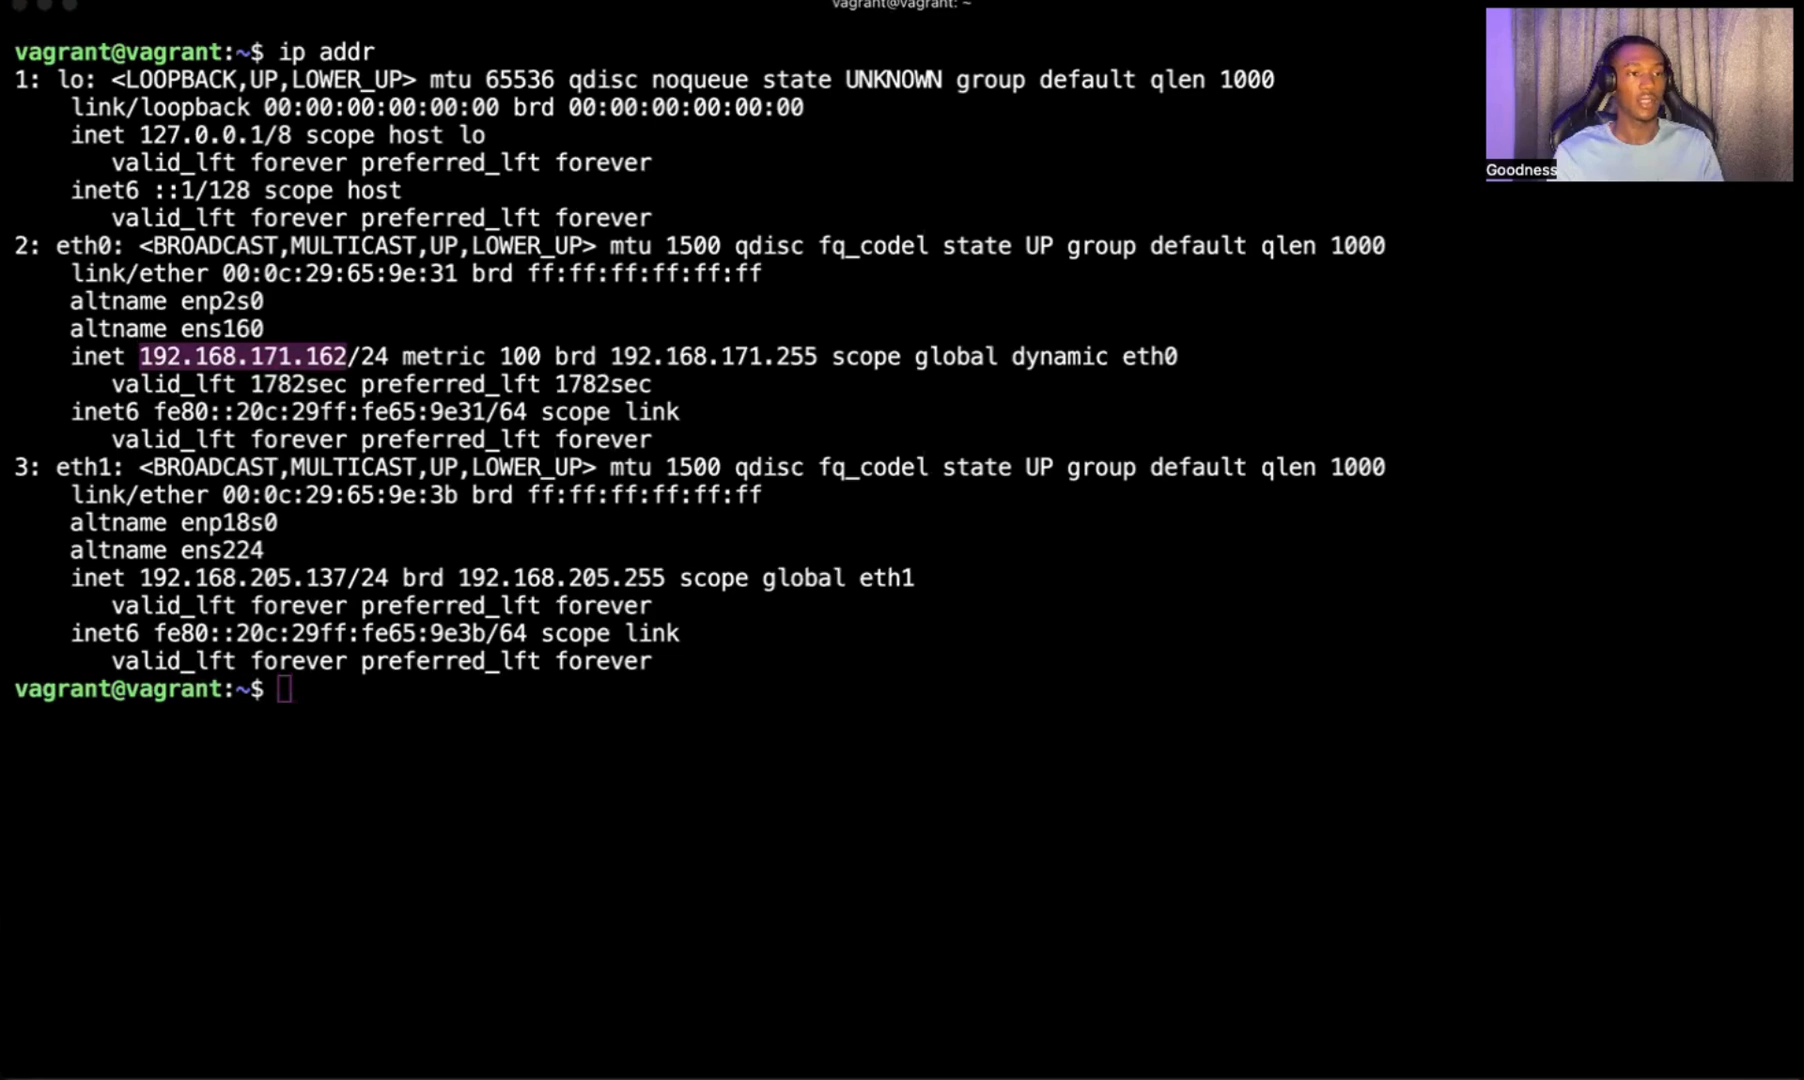 vagrant@vagrant: ~
vagrant@vagrant:~$ ip addr
1: lo: <LOOPBACK,UP,LOWER_UP> mtu 65536 qdisc noqueue state UNKNOWN group default qlen 1000
    link/loopback 00:00:00:00:00:00 brd 00:00:00:00:00:00
    inet 127.0.0.1/8 scope host lo
       valid_lft forever preferred_lft forever
    inet6 ::1/128 scope host
       valid_lft forever preferred_lft forever
2: eth0: <BROADCAST,MULTICAST,UP,LOWER_UP> mtu 1500 qdisc fq_codel state UP group default qlen 1000
    link/ether 00:0c:29:65:9e:31 brd ff:ff:ff:ff:ff:ff
    altname enp2s0
    altname ens160
    inet 192.168.171.162/24 metric 100 brd 192.168.171.255 scope global dynamic eth0
       valid_lft 1782sec preferred_lft 1782sec
    inet6 fe80::20c:29ff:fe65:9e31/64 scope link
       valid_lft forever preferred_lft forever
3: eth1: <BROADCAST,MULTICAST,UP,LOWER_UP> mtu 1500 qdisc fq_codel state UP group default qlen 1000
    link/ether 00:0c:29:65:9e:3b brd ff:ff:ff:ff:ff:ff
    altname enp18s0
    altname ens224
    inet 192.168.205.137/24 brd 192.168.205.255 scope global eth1
       valid_lft forever preferred_lft forever
    inet6 fe80::20c:29ff:fe65:9e3b/64 scope link
       valid_lft forever preferred_lft forever
vagrant@vagrant:~$
Goodness